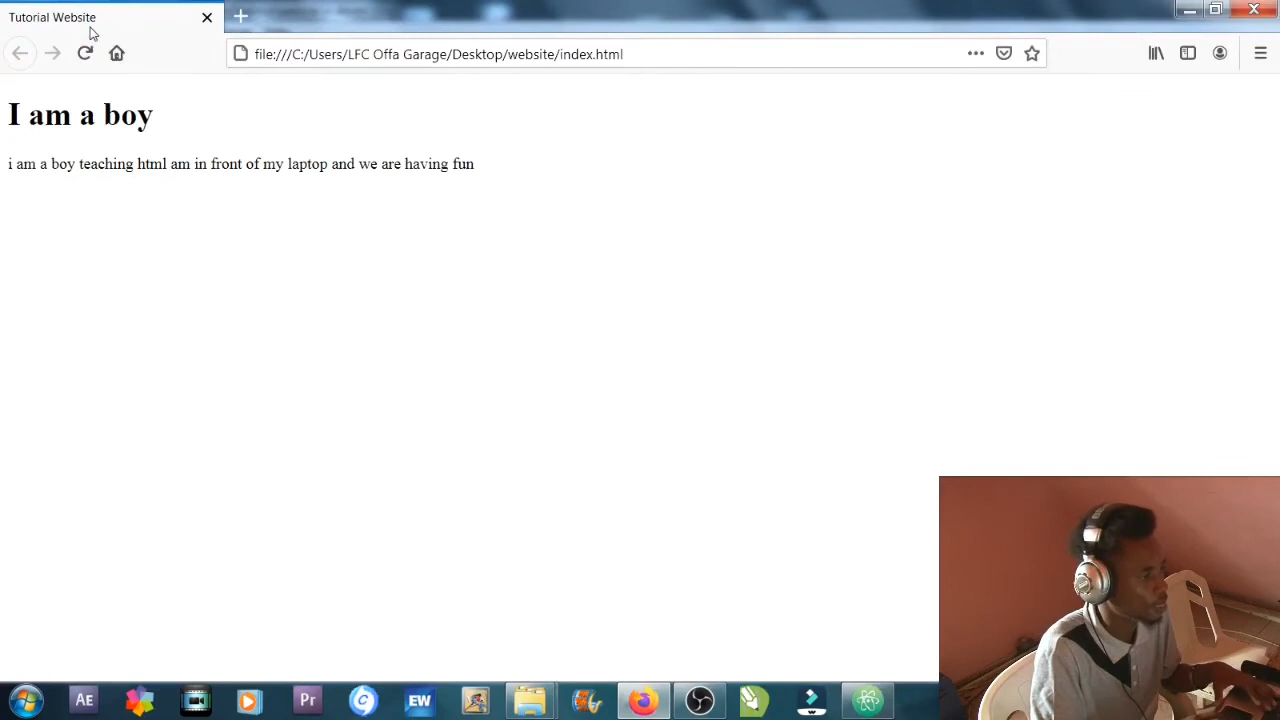 Tutorial Website
file:///C:/Users/LFC Offa Garage/Desktop/website/index.html
I am a boy
i am a boy teaching html am in front of my laptop and we are having fun
AE
Pr
EW